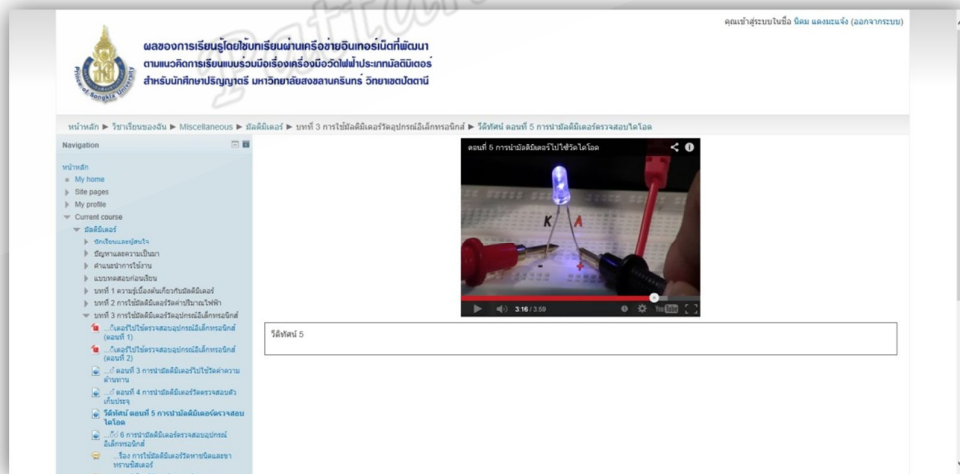 คุณเข้าสู่ระบบในชื่อ นิคม แดงมะแจ้ง (ออกจากระบบ)
ผลของการเรียนรู้โดยใช้บทเรียนผ่านเครือข่ายอินเทอร์เน็ตที่พัฒนา
ตามแนวคิดการเรียนแบบร่วมมือเรื่องเครื่องมือวัดไฟฟ้าประเภทมัลติมิเตอร์
สำหรับนักศึกษาปริญญาตรี มหาวิทยาลัยสงขลานครินทร์ วิทยาเขตปัตตานี
Prince of Songkla University
หน้าหลัก ► วิชาเรียนของฉัน ► Miscellaneous ► มัลติมิเตอร์ ► บทที่ 3 การใช้มัลติมิเตอร์วัดอุปกรณ์อิเล็กทรอนิกส์ ► วีดีทัศน์ ตอนที่ 5 การนำมัลติมิเตอร์ตรวจสอบไดโอด
Navigation
หน้าหลัก
My home
Site pages
My profile
Current course
มัลติมิเตอร์
นักเรียนและผู้สนใจ
ปัญหาและความเป็นมา
คำแนะนำการใช้งาน
แบบทดสอบก่อนเรียน
บทที่ 1 ความรู้เบื้องต้นเกี่ยวกับมัลติมิเตอร์
บทที่ 2 การใช้มัลติมิเตอร์วัดค่าปริมาณไฟฟ้า
บทที่ 3 การใช้มัลติมิเตอร์วัดอุปกรณ์อิเล็กทรอนิกส์
...ิเตอร์ไปใช้ตรวจสอบอุปกรณ์อิเล็กทรอนิกส์
(ตอนที่ 1)
...ิเตอร์ไปใช้ตรวจสอบอุปกรณ์อิเล็กทรอนิกส์
(ตอนที่ 2)
...์ ตอนที่ 3 การนำมัลติมิเตอร์ไปใช้วัดค่าความ
ต้านทาน
...์ ตอนที่ 4 การนำมัลติมิเตอร์วัดตรวจสอบตัว
เก็บประจุ
วีดีทัศน์ ตอนที่ 5 การนำมัลติมิเตอร์ตรวจสอบ
ไดโอด
...่ 6 การนำมัลติมิเตอร์ตรวจสอบอุปกรณ์
อิเล็กทรอนิกส์
...รื่อง การใช้มัลติมิเตอร์วัดหาชนิดและขา
ทรานซิสเตอร์
ตอนที่ 5 การนำมัลติมิเตอร์ไปใช้วัดไดโอด
K A
- +
3:16 / 3:59
YouTube
วีดีทัศน์ 5